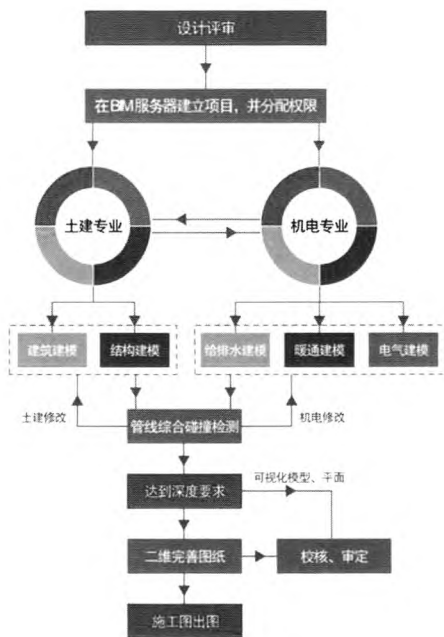 设计评审
在BIM服务器建立项目，并分配权限
土建专业
机电专业
建筑建模
结构建模
给排水建模
暖通建模
电气建模
土建修改
管线综合碰撞检测
机电修改
达到深度要求
可视化模型、平面
二维完善图纸
校核、审定
施工图出图